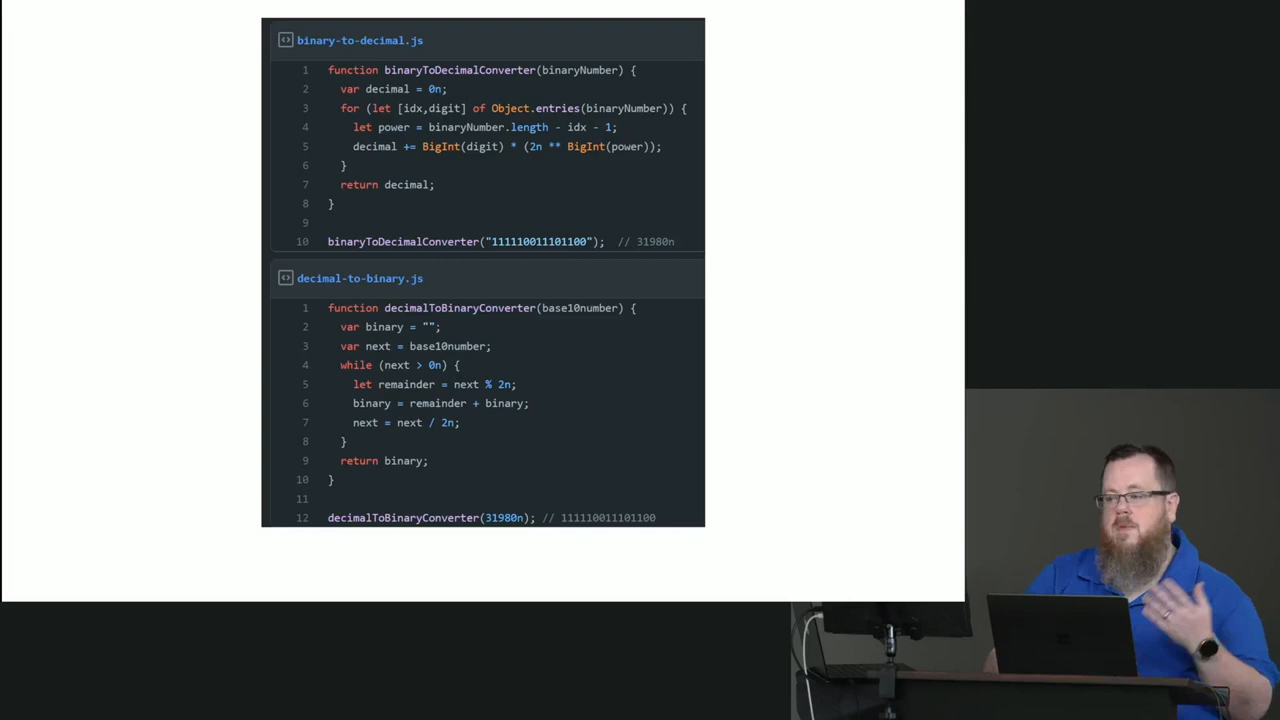 binary-to-decimal.js
1 function binaryToDecimalConverter(binaryNumber) {
2 var decimal = 0n;
3 for (let [idx,digit] of Object.entries(binaryNumber)) {
4 let power = binaryNumber.length - idx - 1;
5 decimal += BigInt(digit) * (2n ** BigInt(power));
6 }
7 return decimal;
8 }
9
10 binaryToDecimalConverter("111110011101100"); // 31980n
decimal-to-binary.js
1 function decimalToBinaryConverter(base10number) {
2 var binary = "";
3 var next = base10number;
4 while (next > 0n) {
5 let remainder = next % 2n;
6 binary = remainder + binary;
7 next = next / 2n;
8 }
9 return binary;
10 }
11
12 decimalToBinaryConverter(31980n); // 111110011101100